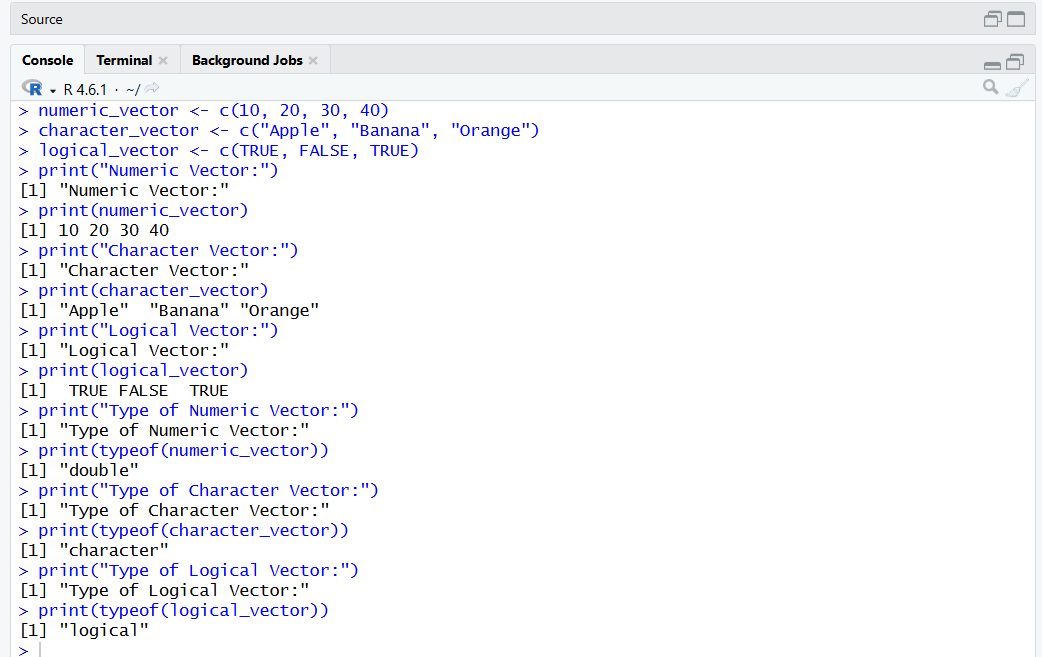 Source
Console Terminal × Background Jobs ×
R R 4.6.1 · ~/
> numeric_vector <- c(10, 20, 30, 40)
> character_vector <- c("Apple", "Banana", "Orange")
> logical_vector <- c(TRUE, FALSE, TRUE)
> print("Numeric Vector:")
[1] "Numeric Vector:"
> print(numeric_vector)
[1] 10 20 30 40
> print("Character Vector:")
[1] "Character Vector:"
> print(character_vector)
[1] "Apple"  "Banana" "Orange"
> print("Logical Vector:")
[1] "Logical Vector:"
> print(logical_vector)
[1]  TRUE FALSE  TRUE
> print("Type of Numeric Vector:")
[1] "Type of Numeric Vector:"
> print(typeof(numeric_vector))
[1] "double"
> print("Type of Character Vector:")
[1] "Type of Character Vector:"
> print(typeof(character_vector))
[1] "character"
> print("Type of Logical Vector:")
[1] "Type of Logical Vector:"
> print(typeof(logical_vector))
[1] "logical"
>